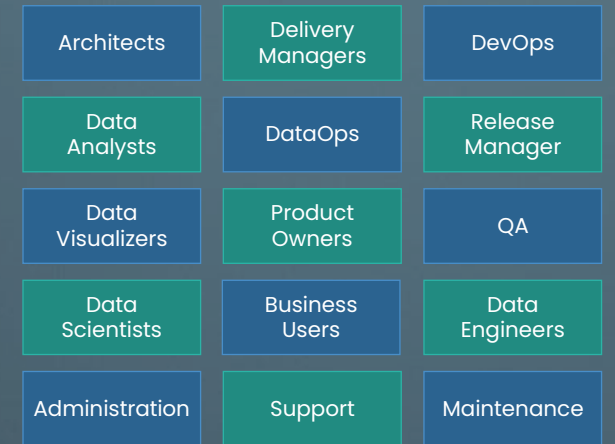 Architects
Delivery
Managers
DevOps
Data
Analysts
DataOps
Release
Manager
Data
Visualizers
Product
Owners
QA
Data
Scientists
Business
Users
Data
Engineers
Administration
Support
Maintenance